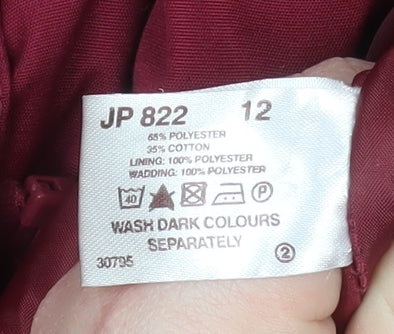 JP 822 12
65% POLYESTER
35% COTTON
LINING: 100% POLYESTER
WADDING: 100% POLYESTER
40 P
WASH DARK COLOURS
SEPARATELY
30795 2